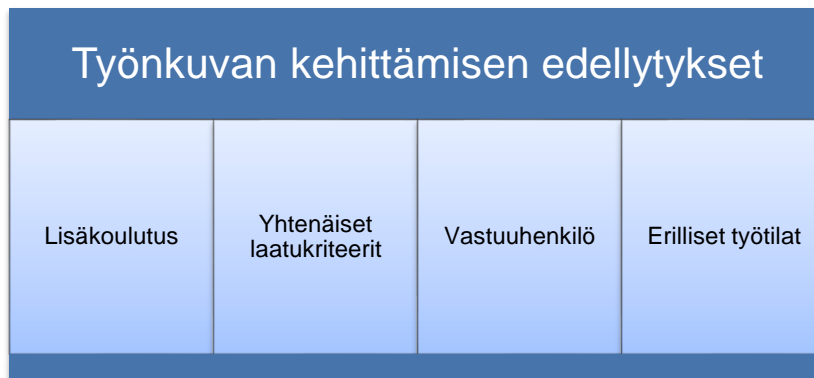 Työnkuvan kehittämisen edellytykset
Lisäkoulutus
Yhtenäiset
laatukriteerit
Vastuuhenkilö
Erilliset työtilat